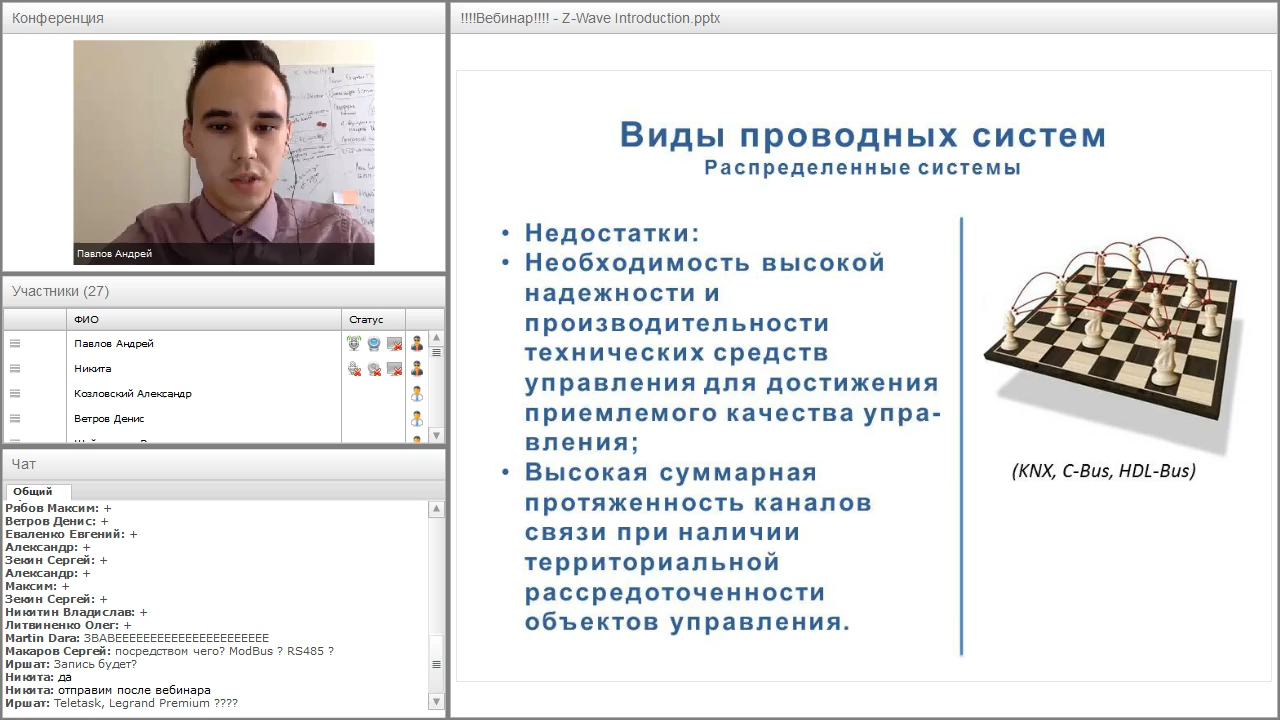 Конференция
Павлов Андрей
Участники (27)
ФИО
Статус
Павлов Андрей
Никита
Козловский Александр
Ветров Денис
Чат
Общий
Рябов Максим: +
Ветров Денис: +
Еваленко Евгений: +
Александр: +
Зекин Сергей: +
Александр: +
Максим: +
Зекин Сергей: +
Никитин Владислав: +
Литвиненко Олег: +
Martin Dara: ЗВАВЕЕЕЕЕЕЕЕЕЕЕЕЕЕЕЕЕЕЕЕЕ
Макаров Сергей: посредством чего? ModBus ? RS485 ?
Иршат: Запись будет?
Никита: да
Никита: отправим после вебинара
Иршат: Teletask, Legrand Premium ????
!!!!Вебинар!!!! - Z-Wave Introduction.pptx
Виды проводных систем
Распределенные системы
• Недостатки:
• Необходимость высокой
надежности и
производительности
технических средств
управления для достижения
приемлемого качества упра-
вления;
• Высокая суммарная
протяженность каналов
связи при наличии
территориальной
рассредоточенности
объектов управления.
(KNX, C-Bus, HDL-Bus)